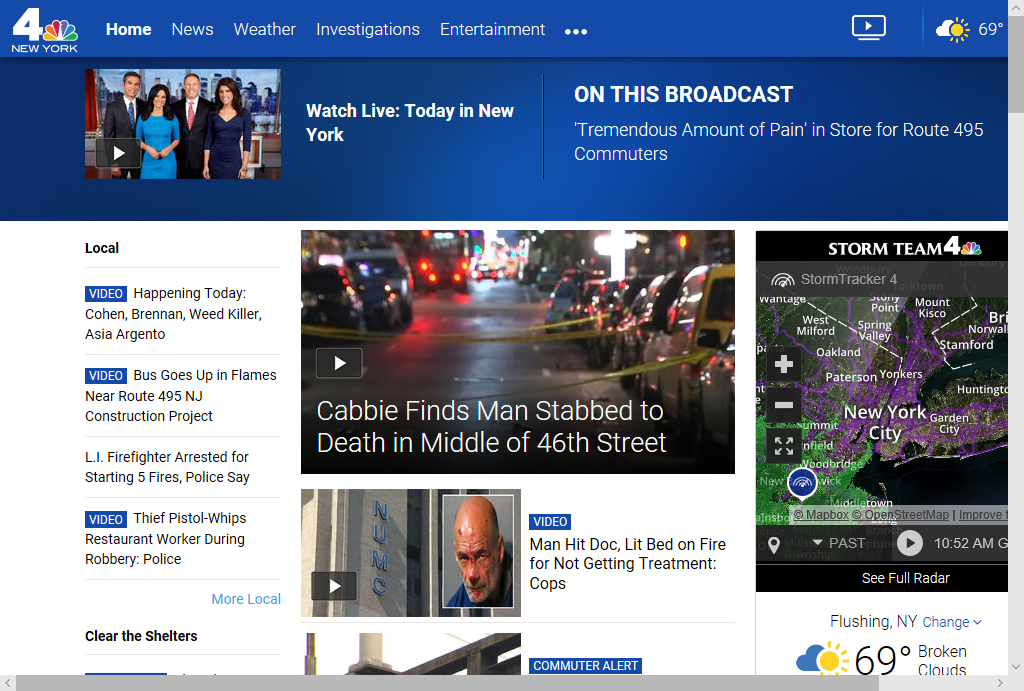 4
NEW YORK
Home News Weather Investigations Entertainment •••
69°
Watch Live: Today in New
York
ON THIS BROADCAST
'Tremendous Amount of Pain' in Store for Route 495
Commuters
Local
VIDEO Happening Today:
Cohen, Brennan, Weed Killer,
Asia Argento
VIDEO Bus Goes Up in Flames
Near Route 495 NJ
Construction Project
L.I. Firefighter Arrested for
Starting 5 Fires, Police Say
VIDEO Thief Pistol-Whips
Restaurant Worker During
Robbery: Police
More Local
Clear the Shelters
Cabbie Finds Man Stabbed to
Death in Middle of 46th Street
NUMC
VIDEO
Man Hit Doc, Lit Bed on Fire
for Not Getting Treatment:
Cops
COMMUTER ALERT
STORM TEAM 4
StormTracker 4
Wantage
Stony
Point
Mount
Kisco
West
Milford
Spring
Valley
Stamford
Oakland
Paterson
Yonkers
New York
City
Garden
City
Woodbridge
Middletown
© Mapbox © OpenStreetMap | Improve
PAST
10:52 AM
See Full Radar
Flushing, NY Change
69°
Broken
Clouds